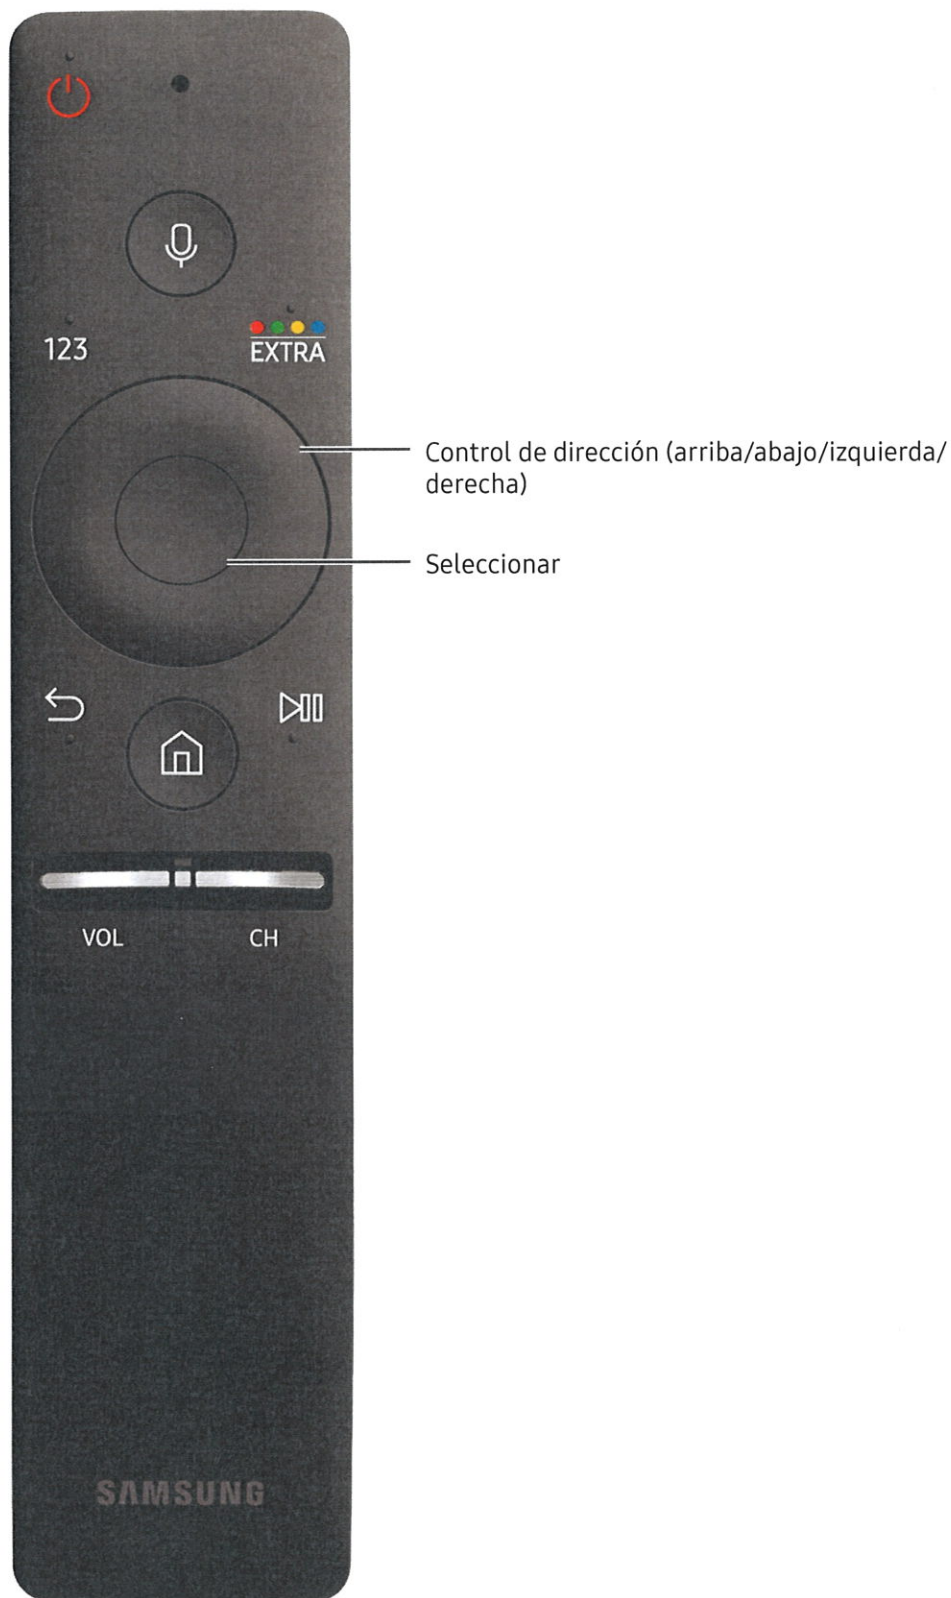 123
EXTRA
Control de dirección (arriba/abajo/izquierda/
derecha)
Seleccionar
VOL
CH
SAMSUNG